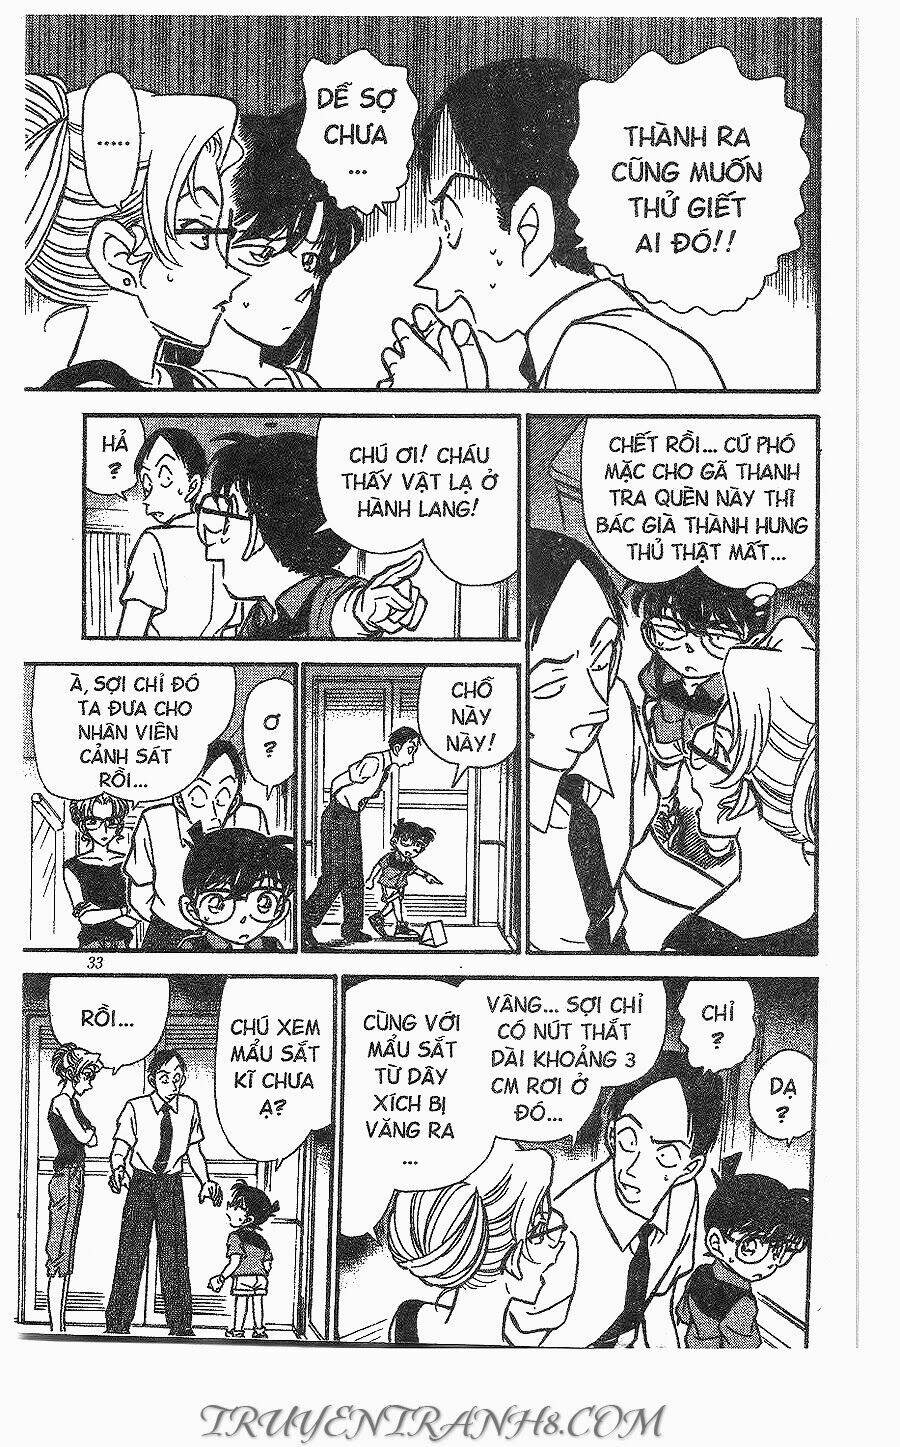 THÀNH RA
CŨNG MUỐN
THỬ GIẾT
AI ĐÓ!!
DỄ SỢ
CHƯA
...
......
CHẾT RỒI... CỨ PHÓ
MẶC CHO GÃ THANH
TRA QUÈN NÀY THÌ
BÁC GIÀ THÀNH HUNG
THỦ THẬT MẤT...
CHÚ ƠI! CHÁU
THẤY VẬT LẠ Ở
HÀNH LANG!
HẢ
?
CHỖ
NÀY
NÀY!
Ơ
?
À, SỢI CHỈ ĐÓ
TA ĐƯA CHO
NHÂN VIÊN
CẢNH SÁT
RỒI...
33
DẠ
?
CHỈ
?
VÂNG... SỢI CHỈ
CÓ NÚT THẮT
DÀI KHOẢNG 3
CM RƠI Ở
ĐÓ...
CÙNG VỚI
MẨU SẮT
TỪ DÂY
XÍCH BỊ
VĂNG RA
...
CHÚ XEM
MẨU SẮT
KĨ CHƯA
Ạ?
RỒI...
TRUYENTRANH8.COM